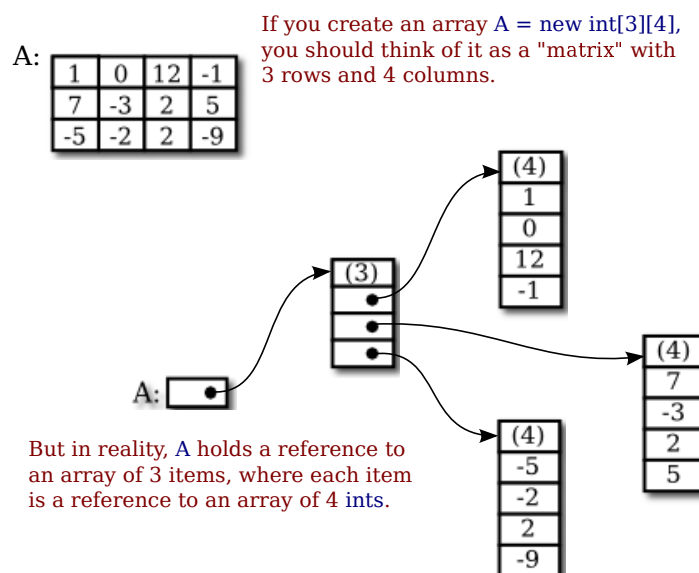 If you create an array A = new int[3][4],
you should think of it as a "matrix" with
3 rows and 4 columns.
A:
1 0 12 -1
7 -3 2 5
-5 -2 2 -9
(4)
1
0
12
-1
(3)
A:
(4)
7
-3
2
5
(4)
-5
-2
2
-9
But in reality, A holds a reference to
an array of 3 items, where each item
is a reference to an array of 4 ints.